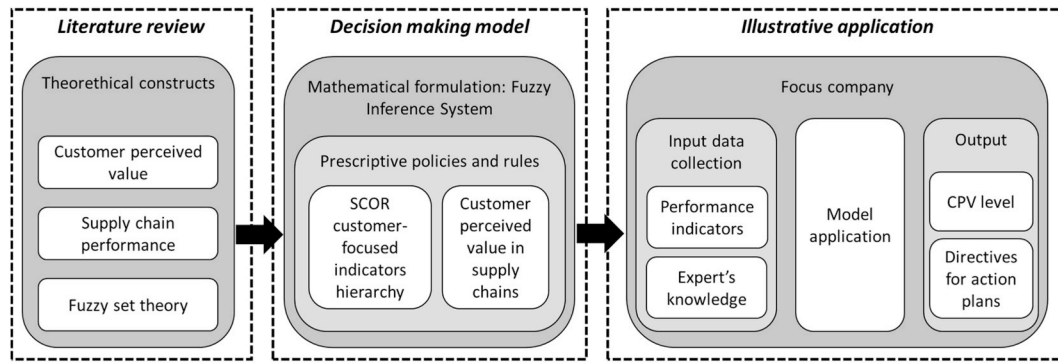 Literature review
Theorethical constructs
Customer perceived
value
Supply chain
performance
Fuzzy set theory
Decision making model
Mathematical formulation: Fuzzy
Inference System
Prescriptive policies and rules
SCOR
customer-
focused
indicators
hierarchy
Customer
perceived
value in
supply
chains
Illustrative application
Focus company
Input data
collection
Performance
indicators
Expert’s
knowledge
Model
application
Output
CPV level
Directives
for action
plans